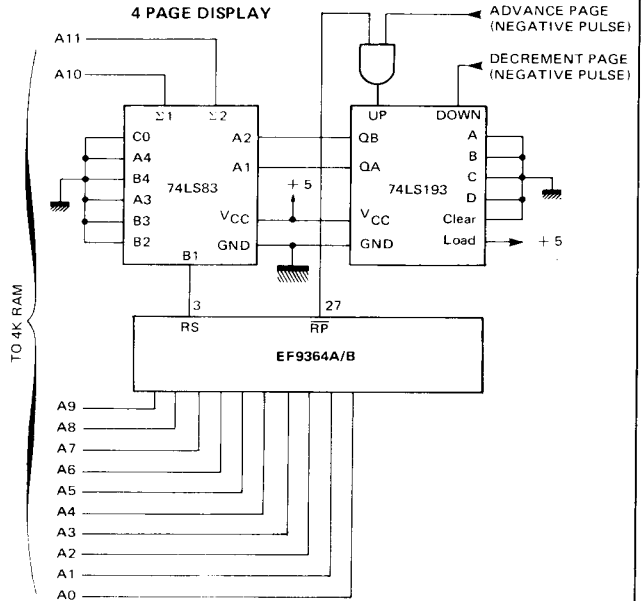 4 PAGE DISPLAY
ADVANCE PAGE
(NEGATIVE PULSE)
DECREMENT PAGE
(NEGATIVE PULSE)
A11
A10
Σ1 Σ2
UP DOWN
C0
A4
B4
A3
B3
B2
74LS83
A2
A1
VCC
GND
B1
+ 5
QB
QA
VCC
GND
74LS193
A
B
C
D
Clear
Load
+ 5
3
27
RS
RP
EF9364A/B
TO 4K RAM
A9
A8
A7
A6
A5
A4
A3
A2
A1
A0